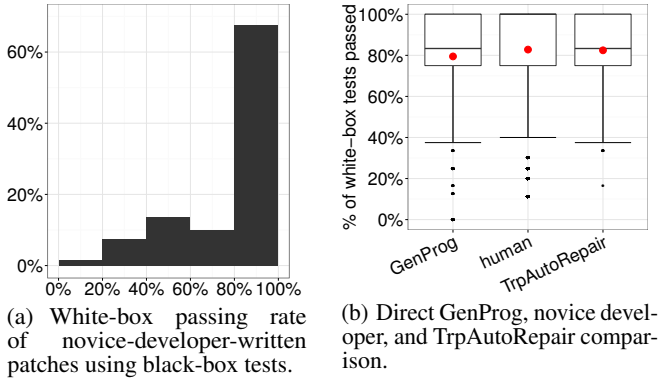 60%
40%
20%
0%
0% 20% 40% 60% 80% 100%
(a) White-box passing rate
of novice-developer-written
patches using black-box tests.
% of white−box tests passed
100%
80%
60%
40%
20%
0%
GenProg
human
TrpAutoRepair
(b) Direct GenProg, novice devel-
oper, and TrpAutoRepair compar-
ison.